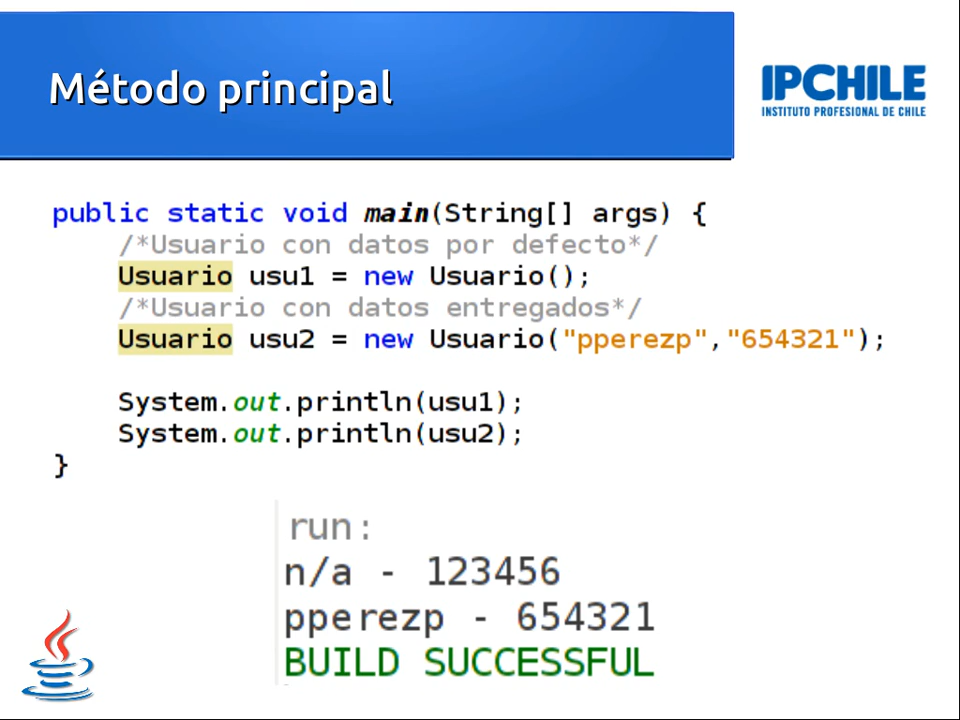 Método principal
IPCHILE
INSTITUTO PROFESIONAL DE CHILE
public static void main(String[] args) {
/*Usuario con datos por defecto*/
Usuario usu1 = new Usuario();
/*Usuario con datos entregados*/
Usuario usu2 = new Usuario("pperezp","654321");
System.out.println(usu1);
System.out.println(usu2);
}
run:
n/a - 123456
pperezp - 654321
BUILD SUCCESSFUL